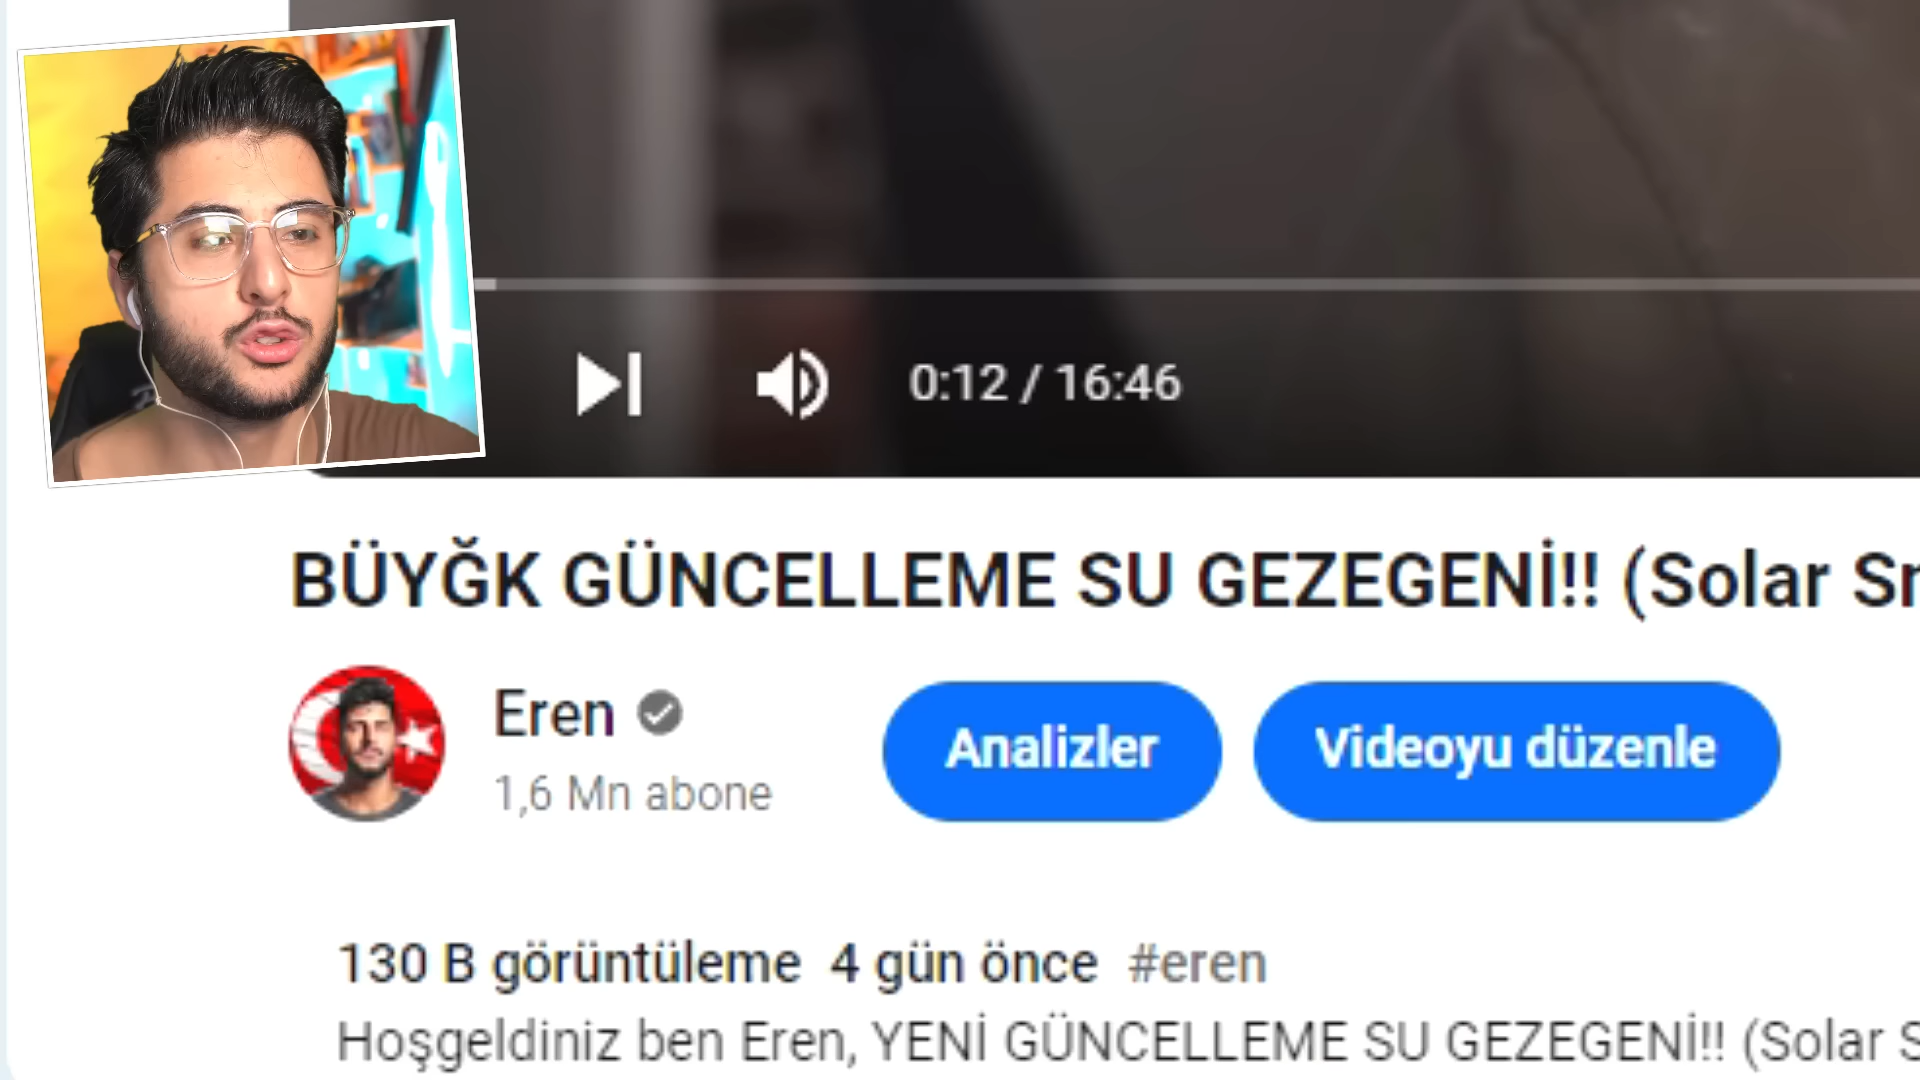 0:12 / 16:46
BÜYĞK GÜNCELLEME SU GEZEGENİ!! (Solar
Eren
1,6 Mn abone
Analizler
Videoyu düzenle
130 B görüntüleme 4 gün önce #eren
Hoşgeldiniz ben Eren, YENİ GÜNCELLEME SU GEZEGENİ!! (Solar